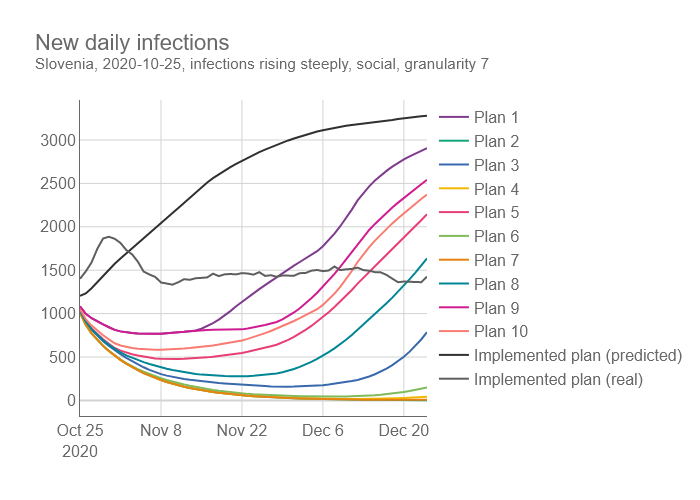 New daily infections
Slovenia, 2020-10-25, infections rising steeply, social, granularity 7
3000
2500
2000
1500
1000
500
0
Oct 25
2020
Nov 8
Nov 22
Dec 6
Dec 20
Plan 1
Plan 2
Plan 3
Plan 4
Plan 5
Plan 6
Plan 7
Plan 8
Plan 9
Plan 10
Implemented plan (predicted)
Implemented plan (real)